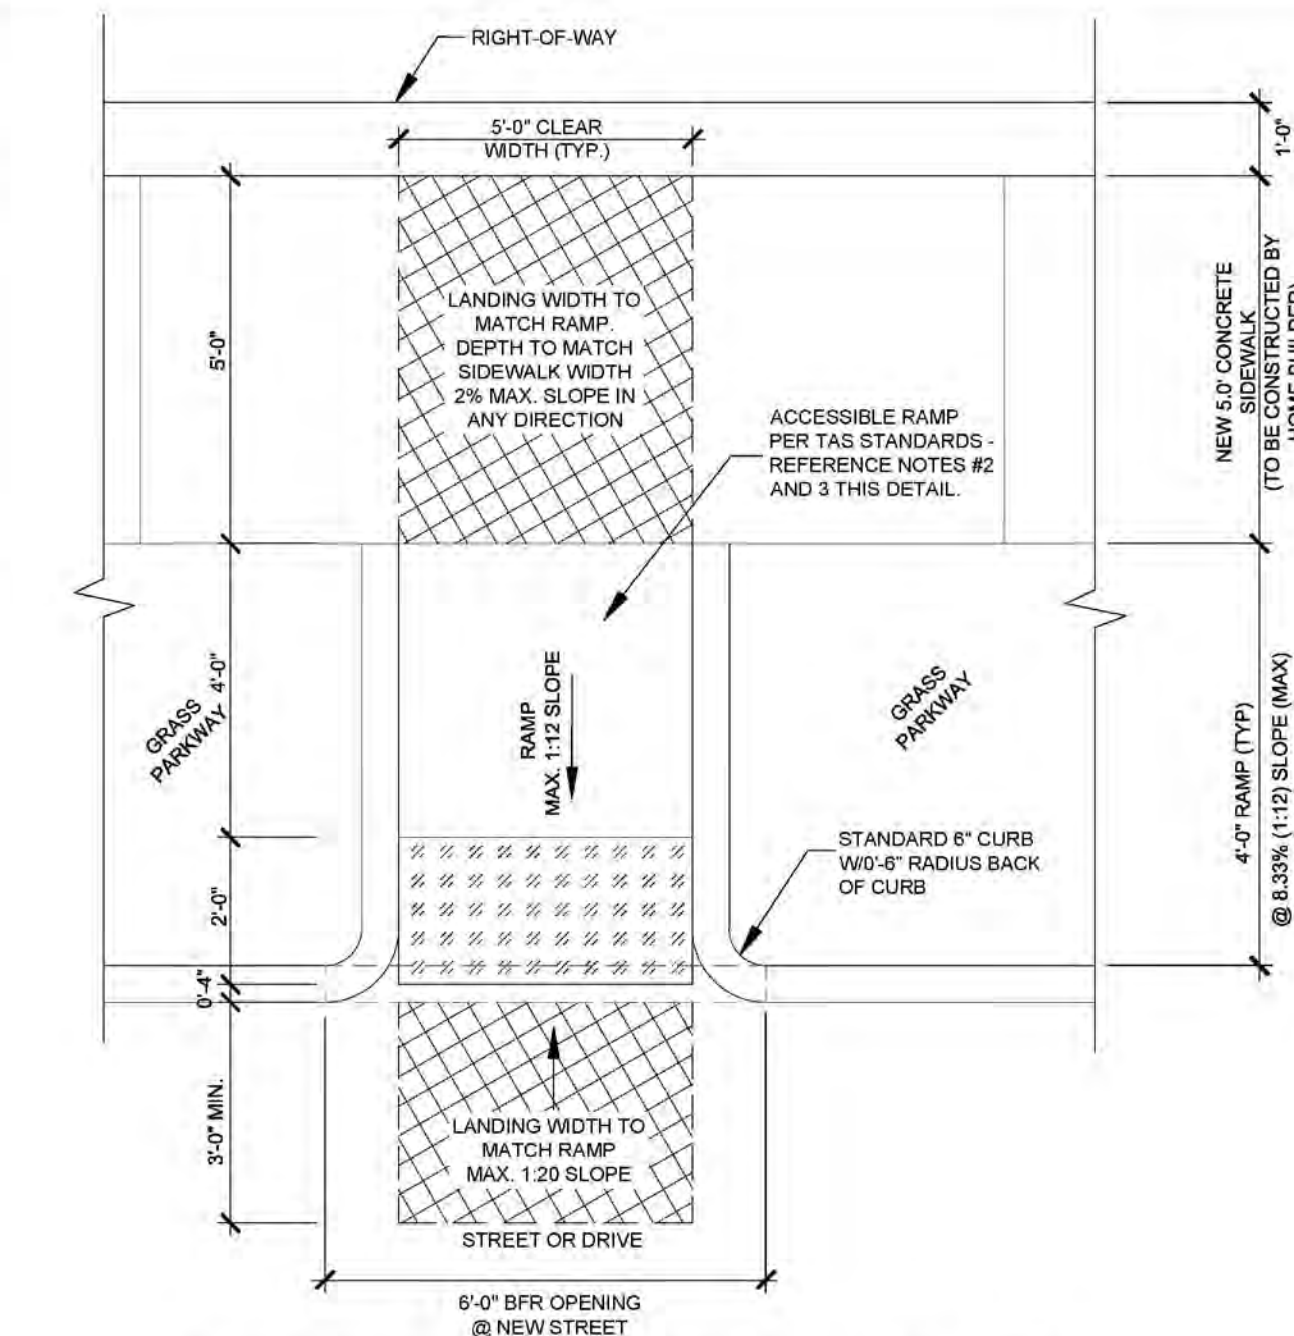 RIGHT-OF-WAY
5'-0" CLEAR
WIDTH (TYP.)
1'-0"
LANDING WIDTH TO
MATCH RAMP.
DEPTH TO MATCH
SIDEWALK WIDTH
2% MAX. SLOPE IN
ANY DIRECTION
5'-0"
NEW 5.0' CONCRETE
SIDEWALK
(TO BE CONSTRUCTED BY
HOME BUILDER)
ACCESSIBLE RAMP
PER TAS STANDARDS -
REFERENCE NOTES #2
AND 3 THIS DETAIL.
GRASS
PARKWAY
4'-0"
RAMP
MAX. 1:12 SLOPE
GRASS
PARKWAY
4'-0" RAMP (TYP)
@ 8.33% (1:12) SLOPE (MAX)
STANDARD 6" CURB
W/0'-6" RADIUS BACK
OF CURB
2'-0"
0'-4"
3'-0" MIN.
LANDING WIDTH TO
MATCH RAMP
MAX. 1:20 SLOPE
STREET OR DRIVE
6'-0" BFR OPENING
@ NEW STREET